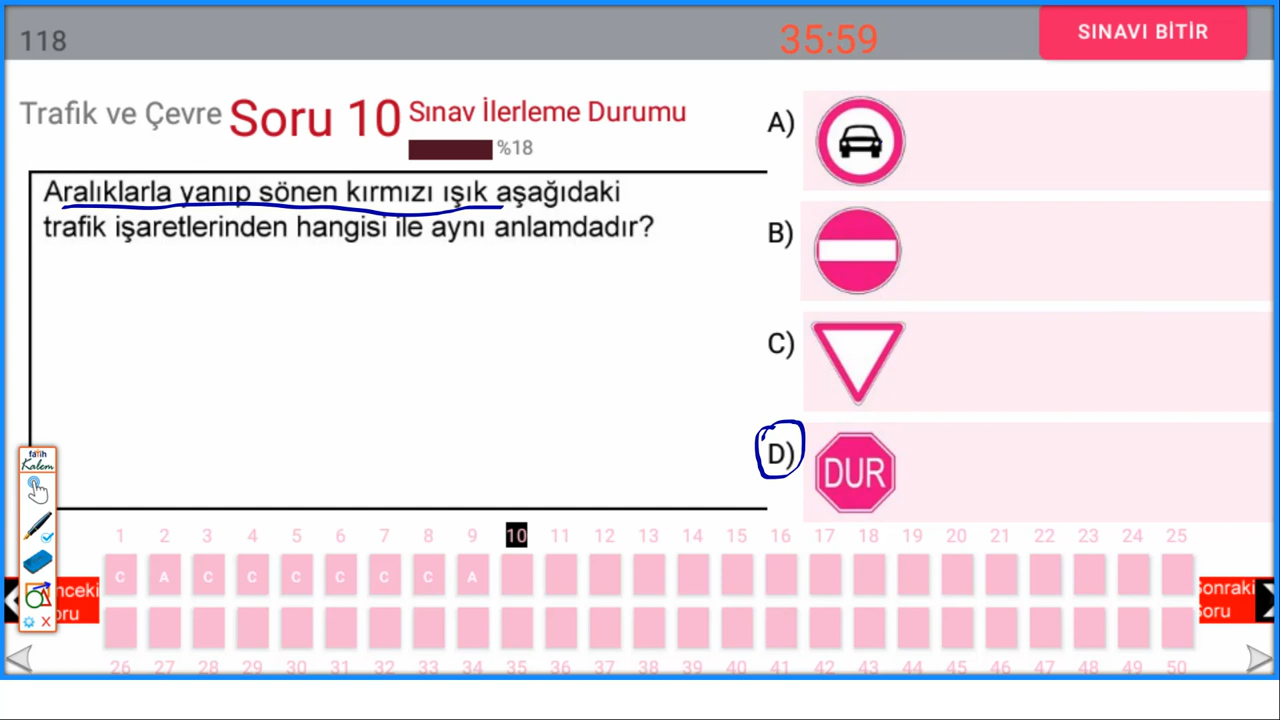 118
35:59
SINAVI BİTİR
Trafik ve Çevre
Soru 10
Sınav İlerleme Durumu
%18
Aralıklarla yanıp sönen kırmızı ışık aşağıdaki
trafik işaretlerinden hangisi ile aynı anlamdadır?
A)
B)
C)
D)
DUR
fatih
Kalem
1 2 3 4 5 6 7 8 9 10 11 12 13 14 15 16 17 18 19 20 21 22 23 24 25
C A C C C C C C A
nceki
oru
Sonraki
Soru
26 27 28 29 30 31 32 33 34 35 36 37 38 39 40 41 42 43 44 45 46 47 48 49 50